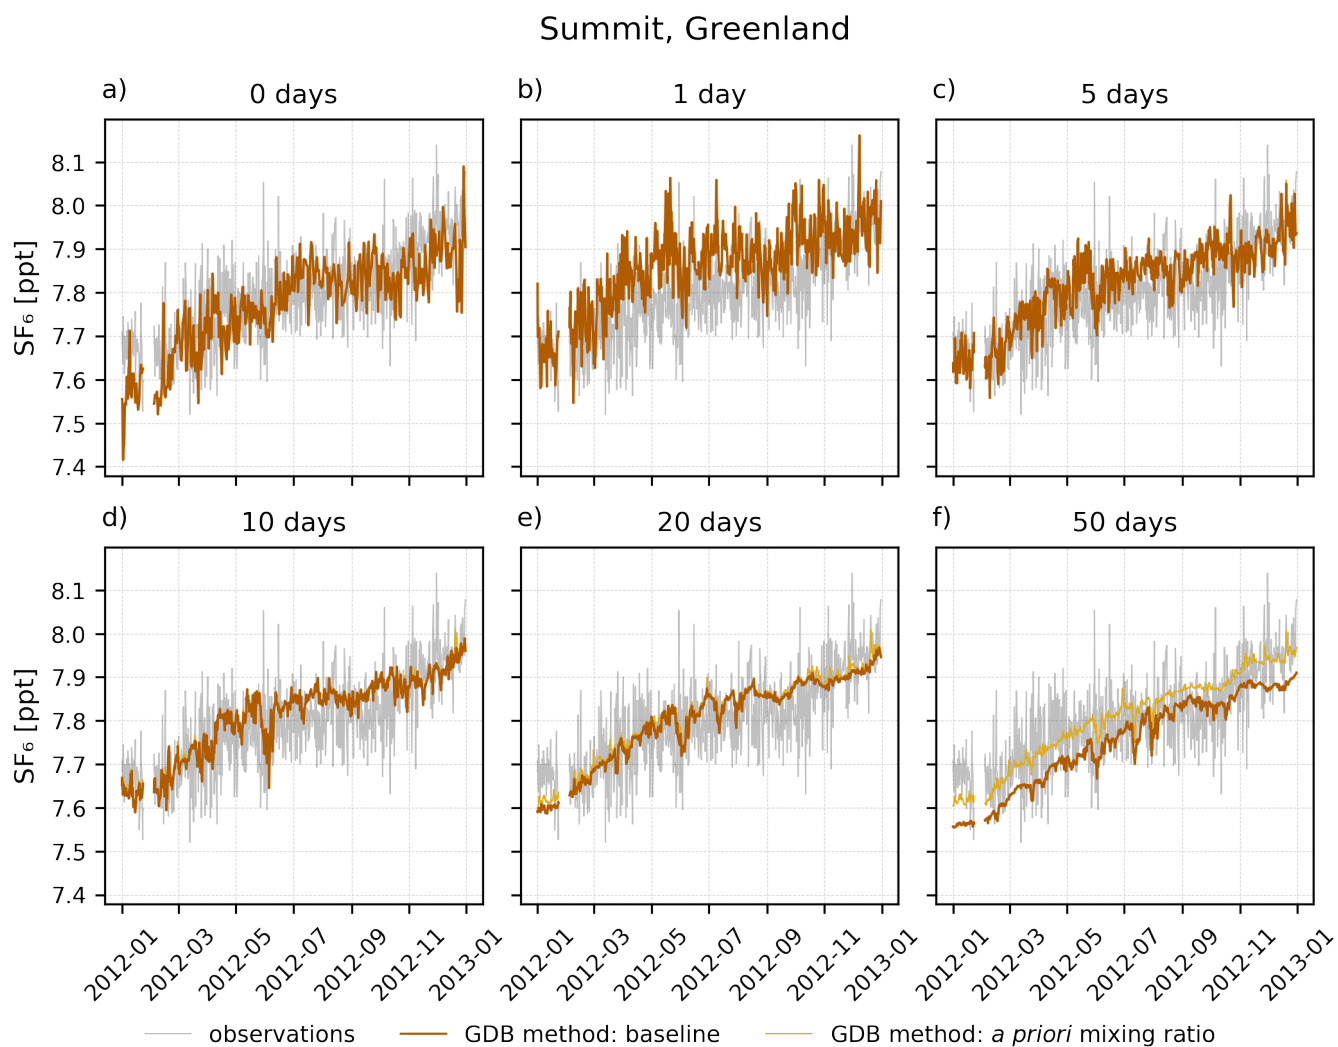 Summit, Greenland
a) 0 days
b) 1 day
c) 5 days
SF₆ [ppt]
8.1
8.0
7.9
7.8
7.7
7.6
7.5
7.4
d) 10 days
e) 20 days
f) 50 days
SF₆ [ppt]
8.1
8.0
7.9
7.8
7.7
7.6
7.5
7.4
2012-01 2012-03 2012-05 2012-07 2012-09 2012-11 2013-01
2012-01 2012-03 2012-05 2012-07 2012-09 2012-11 2013-01
2012-01 2012-03 2012-05 2012-07 2012-09 2012-11 2013-01
observations GDB method: baseline GDB method: a priori mixing ratio